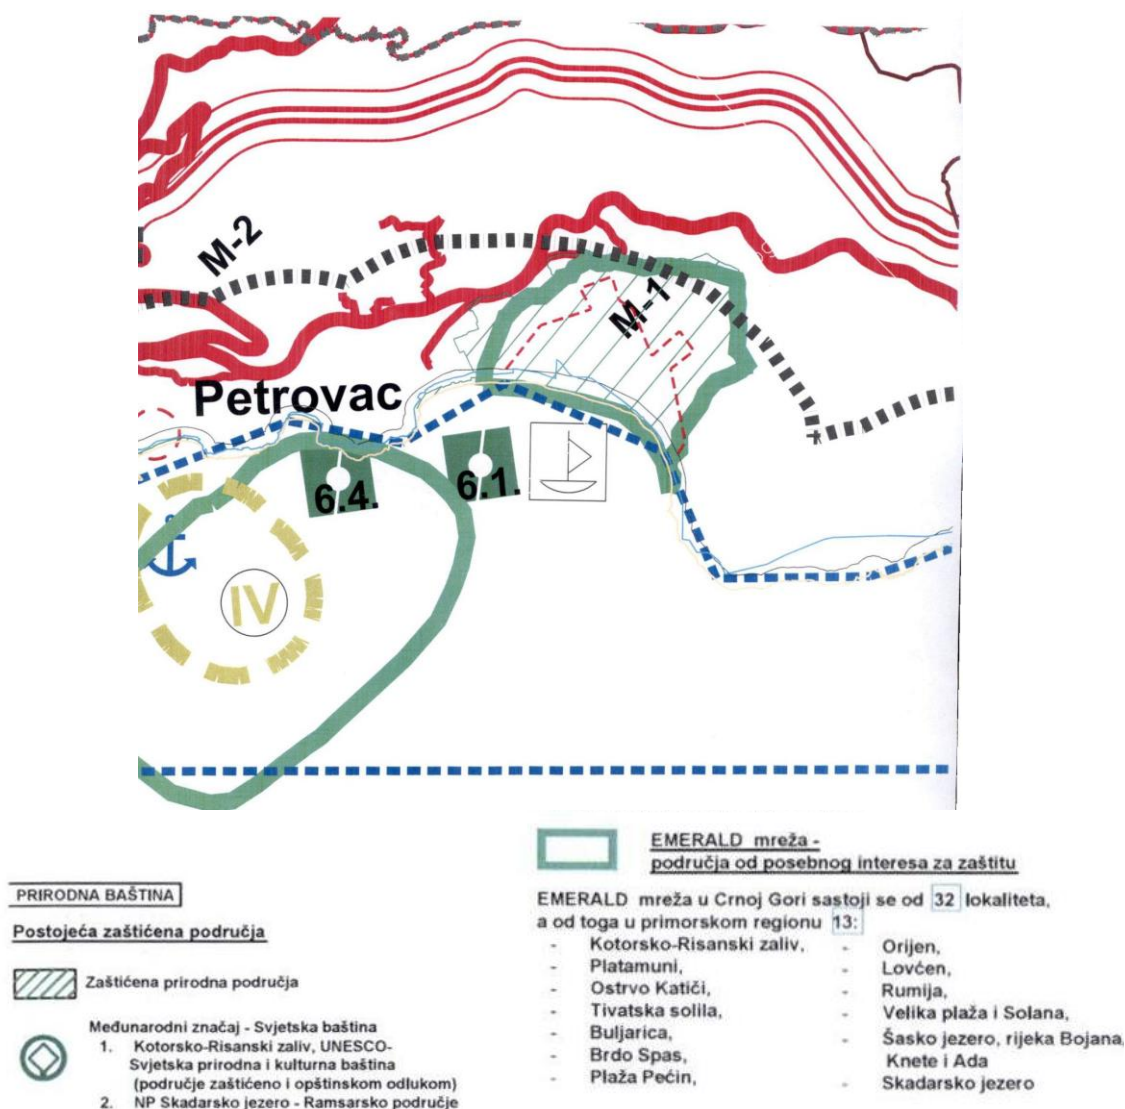 M-2
M-1
Petrovac
6.4.
6.1.
IV
PRIRODNA BAŠTINA
Postojeća zaštićena područja
Zaštićena prirodna područja
Međunarodni značaj - Svjetska baština
1. Kotorsko-Risanski zaliv, UNESCO-
Svjetska prirodna i kulturna baština
(područje zaštićeno i opštinskom odlukom)
2. NP Skadarsko jezero - Ramsarsko područje
EMERALD mreža -
područja od posebnog interesa za zaštitu
EMERALD mreža u Crnoj Gori sastoji se od 32 lokaliteta,
a od toga u primorskom regionu 13:
- Kotorsko-Risanski zaliv,
- Platamuni,
- Ostrvo Katiči,
- Tivatska solila,
- Buljarica,
- Brdo Spas,
- Plaža Pećin,
- Orijen,
- Lovćen,
- Rumija,
- Velika plaža i Solana,
- Šasko jezero, rijeka Bojana,
Knete i Ada
- Skadarsko jezero